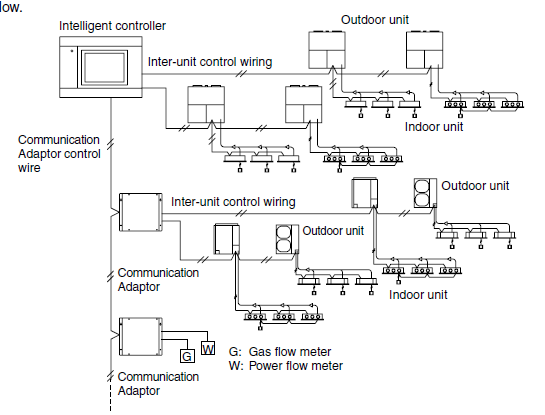 low.
Intelligent controller
Outdoor unit
Inter-unit control wiring
Indoor unit
Communication
Adaptor control
wire
Inter-unit control wiring
Outdoor unit
Outdoor unit
Communication
Adaptor
Indoor unit
G
W
G: Gas flow meter
W: Power flow meter
Communication
Adaptor